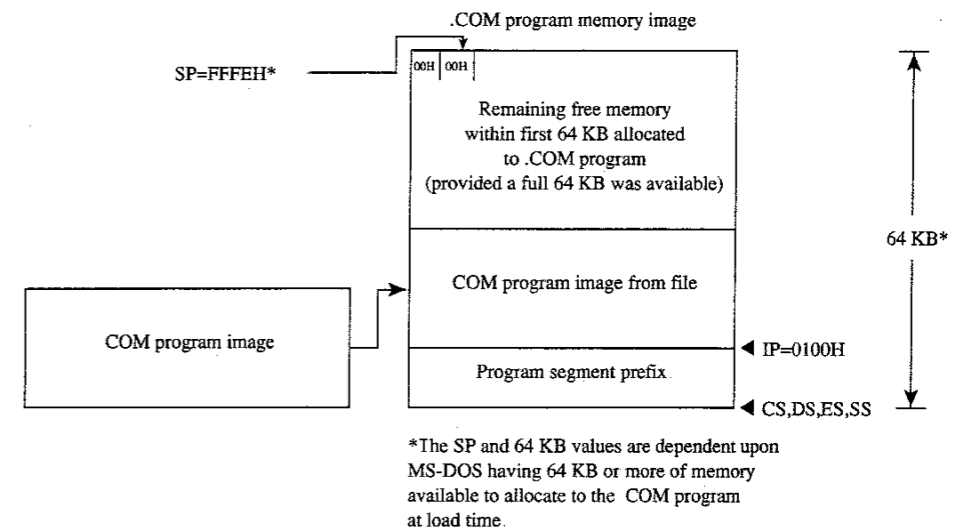 .COM program memory image
SP=FFFEH*
00H 00H
Remaining free memory
within first 64 KB allocated
to .COM program
(provided a full 64 KB was available)
64 KB*
COM program image from file
COM program image
IP=0100H
Program segment prefix
CS,DS,ES,SS
*The SP and 64 KB values are dependent upon
MS-DOS having 64 KB or more of memory
available to allocate to the COM program
at load time.